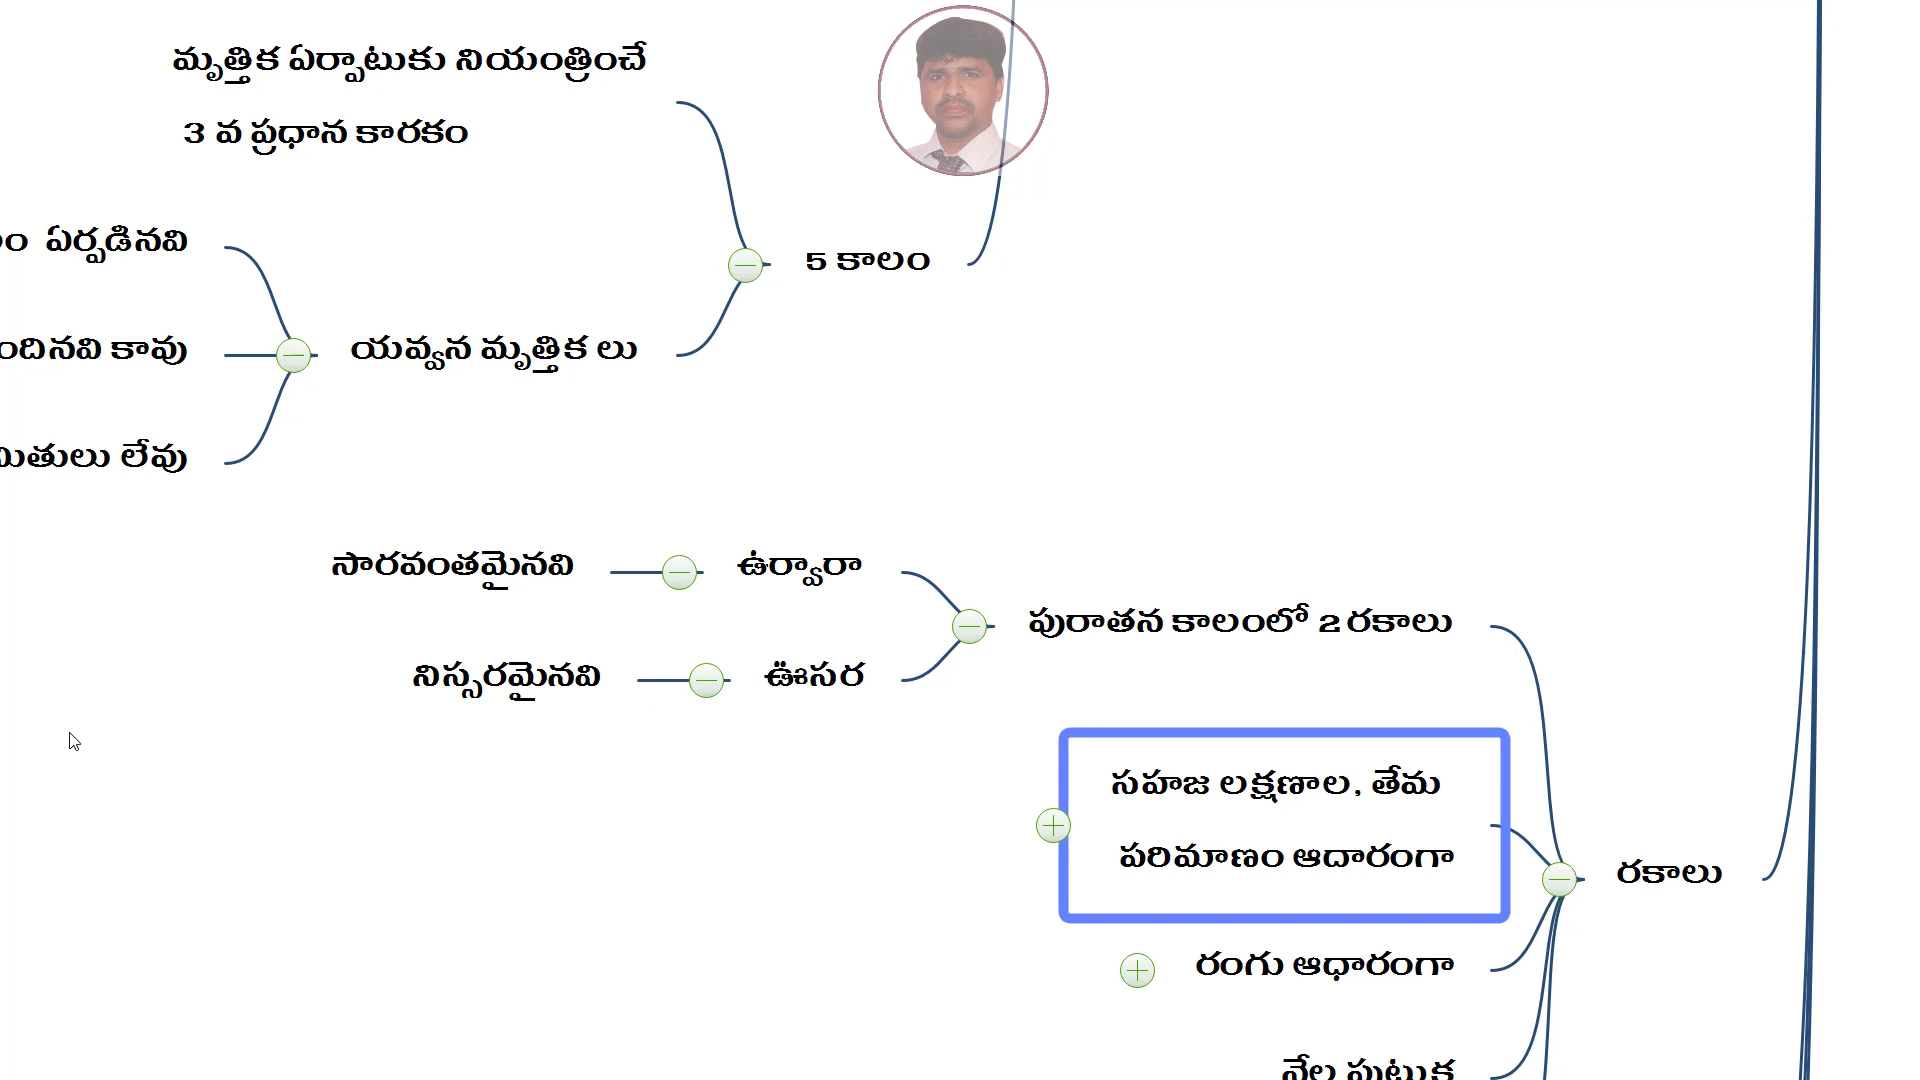 మృత్తిక ఏర్పాటుకు నియంత్రించే
3 వ ప్రధాన కారకం
ఏర్పడినవి
5 కాలం
కావు
యవ్వన మృత్తిక లు
లేవు
సారవంతమైనవి
ఉర్వారా
పురాతన కాలంలో 2 రకాలు
నిస్సరమైనవి
ఊసర
సహజ లక్షణాల, తేమ
పరిమాణం ఆదారంగా
రకాలు
రంగు ఆధారంగా
నేల పుటుక